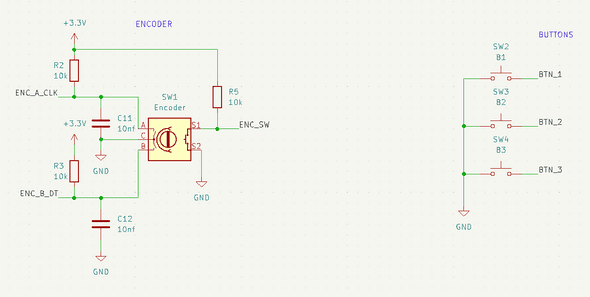 +3.3V
ENCODER
BUTTONS
R2
10k
SW2
B1
BTN_1
ENC_A_CLK
R5
10k
SW1
Encoder
SW3
B2
BTN_2
+3.3V
C11
10nf
A
C
B
S1
S2
ENC_SW
GND
R3
10k
SW4
B3
BTN_3
ENC_B_DT
GND
C12
10nf
GND
GND